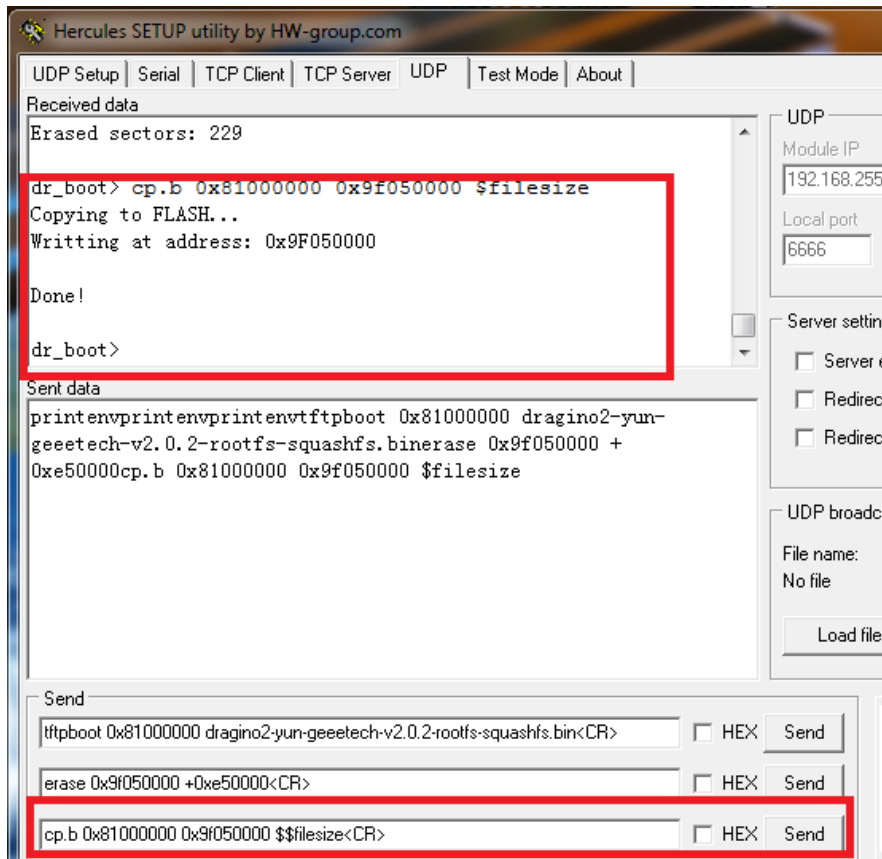 Hercules SETUP utility by HW-group.com
UDP Setup Serial TCP Client TCP Server UDP Test Mode About
Received data
Erased sectors: 229
dr_boot> cp.b 0x81000000 0x9f050000 $filesize
Copying to FLASH...
Writting at address: 0x9F050000
Done!
dr_boot>
Sent data
printenvprintenvprintenvtftpboot 0x81000000 dragino2-yun-
geeetech-v2.0.2-rootfs-squashfs.binerase 0x9f050000 +
0xe50000cp.b 0x81000000 0x9f050000 $filesize
UDP
Module IP
192.168.255
Local port
6666
Server settin
Server e
Redirec
Redirec
UDP broadc
File name:
No file
Load file
Send
tftpboot 0x81000000 dragino2-yun-geeetech-v2.0.2-rootfs-squashfs.bin<CR> HEX Send
erase 0x9f050000 +0xe50000<CR> HEX Send
cp.b 0x81000000 0x9f050000 $$filesize<CR> HEX Send